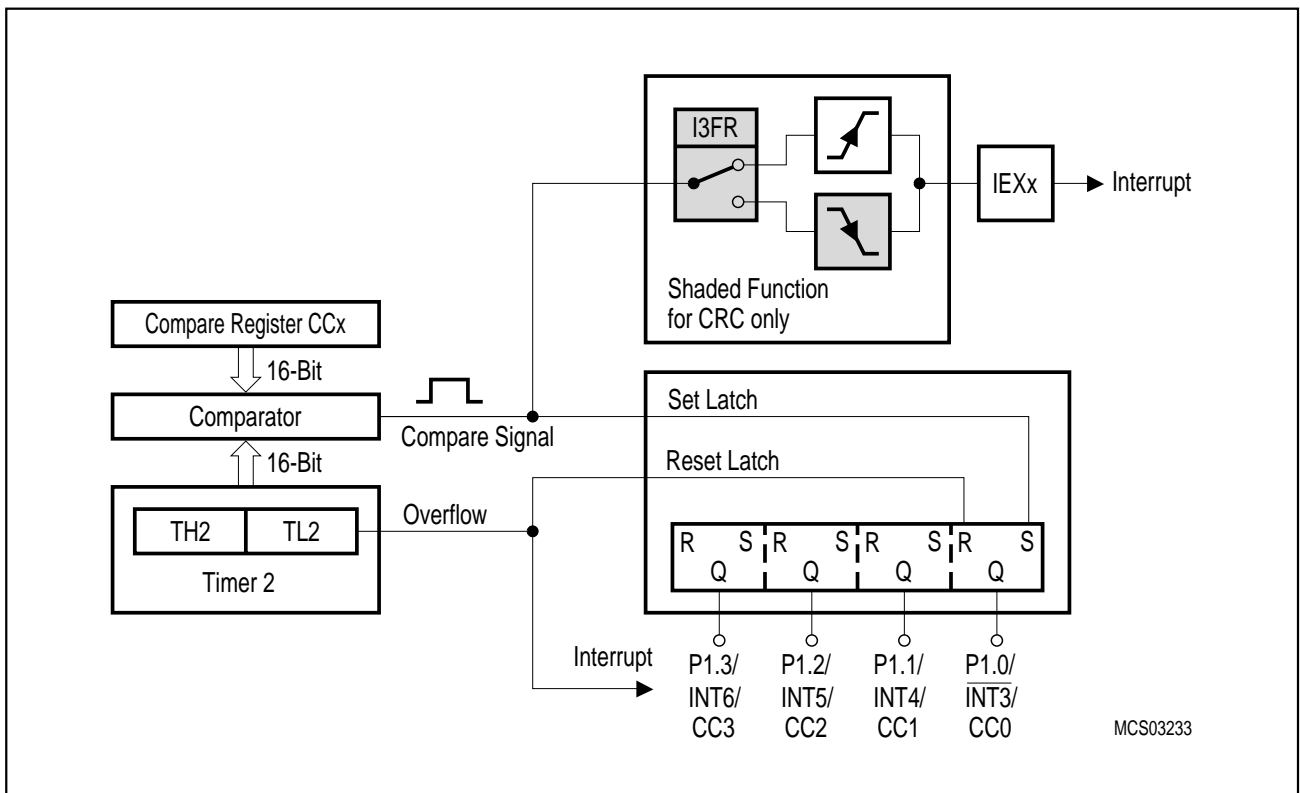 I3FR
IEXx
Interrupt
Shaded Function
for CRC only
Compare Register CCx
16-Bit
Comparator
Compare Signal
16-Bit
Set Latch
Reset Latch
TH2
TL2
Timer 2
Overflow
R S R S R S R S
Q Q Q Q
Interrupt
P1.3/
INT6/
CC3
P1.2/
INT5/
CC2
P1.1/
INT4/
CC1
P1.0/
I̅N̅T̅3̅/
CC0
MCS03233